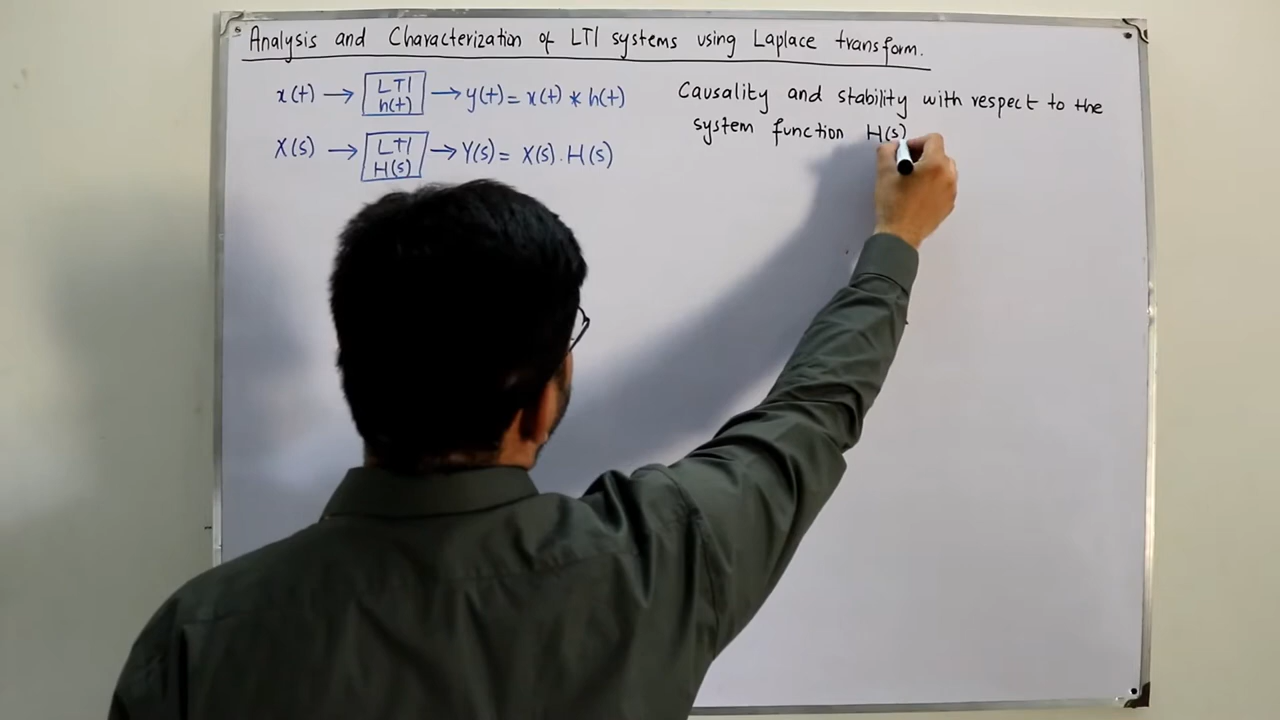 Analysis and Characterization of LTI systems using Laplace transform.
x(t) → LTI h(t) → y(t) = x(t) * h(t)
X(s) → LTI H(s) → Y(s) = X(s) . H(s)
Causality and stability with respect to the
system function H(s)